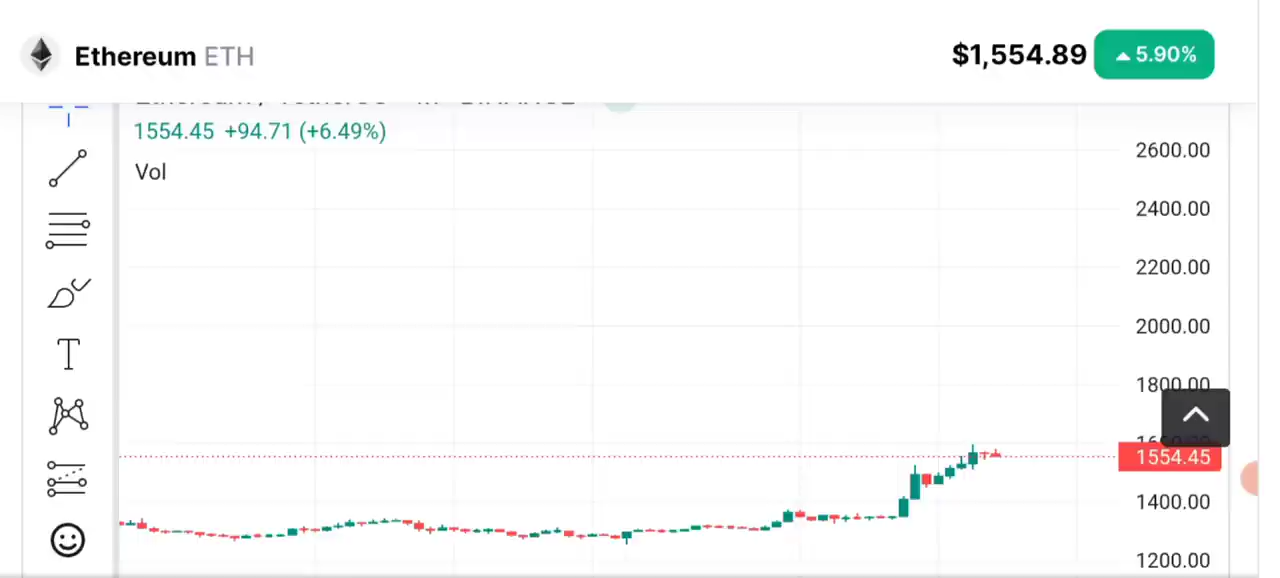 Ethereum ETH
$1,554.89 ▲ 5.90%
1554.45 +94.71 (+6.49%)
Vol
2600.00
2400.00
2200.00
2000.00
1800.00
1554.45
1400.00
1200.00